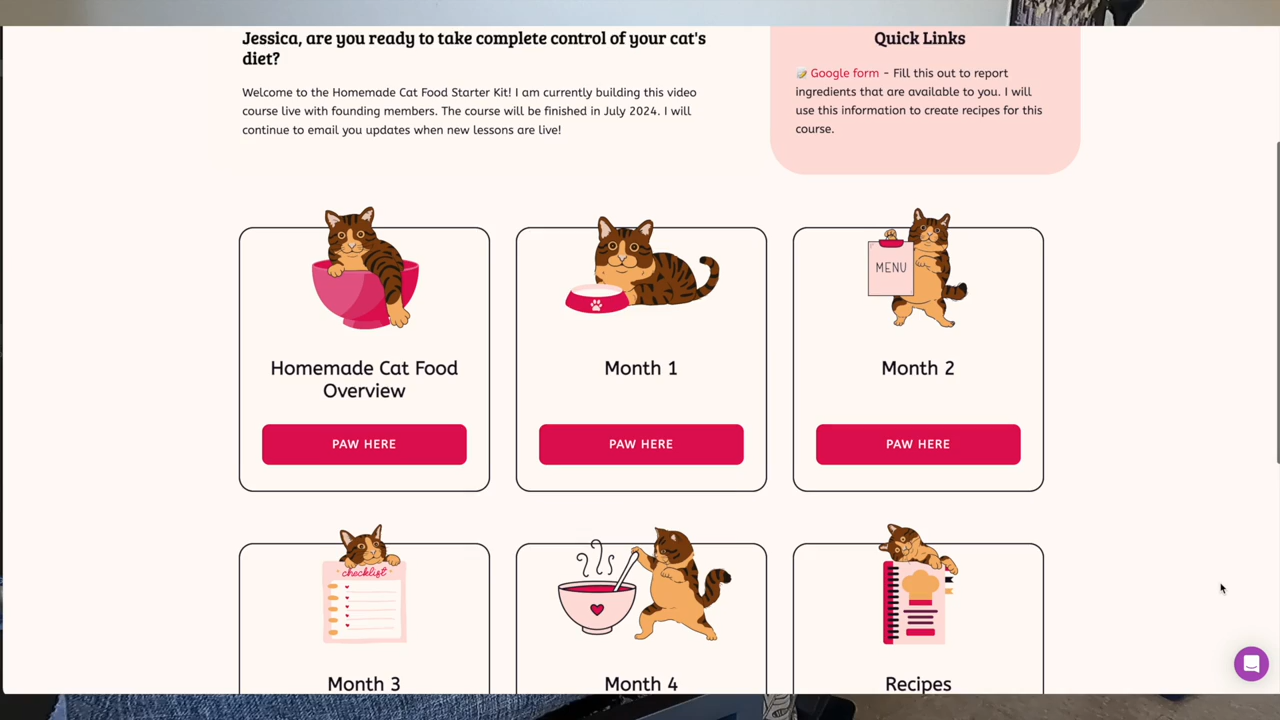 Jessica, are you ready to take complete control of your cat's
diet?
Welcome to the Homemade Cat Food Starter Kit! I am currently building this video
course live with founding members. The course will be finished in July 2024. I will
continue to email you updates when new lessons are live!
Quick Links
Google form - Fill this out to report
ingredients that are available to you. I will
use this information to create recipes for this
course.
MENU
Homemade Cat Food
Overview
PAW HERE
Month 1
PAW HERE
Month 2
PAW HERE
checklist
Month 3
Month 4
Recipes